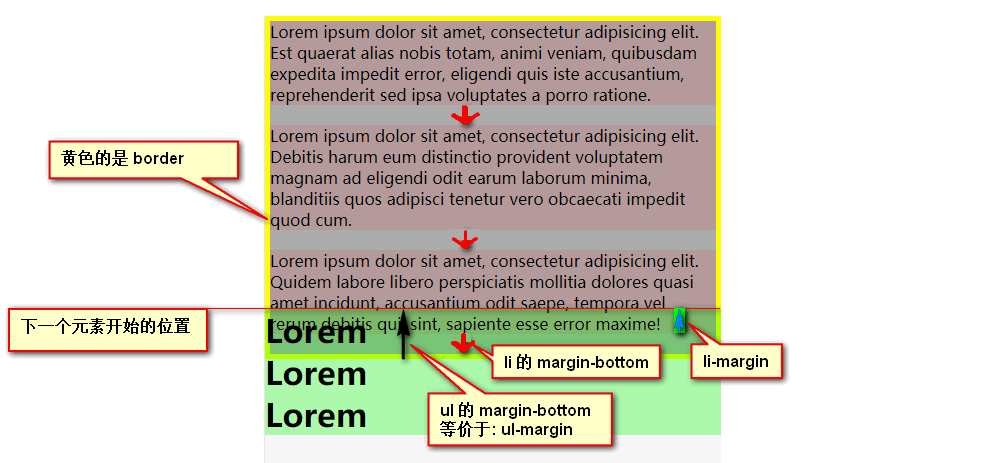 Lorem ipsum dolor sit amet, consectetur adipisicing elit.
Est quaerat alias nobis totam, animi veniam, quibusdam
expedita impedit error, eligendi quis iste accusantium,
reprehenderit sed ipsa voluptates a porro ratione.
Lorem ipsum dolor sit amet, consectetur adipisicing elit.
Debitis harum eum distinctio provident voluptatem
magnam ad eligendi odit earum laborum minima,
blanditiis quos adipisci tenetur vero obcaecati impedit
quod cum.
黄色的是 border
Lorem ipsum dolor sit amet, consectetur adipisicing elit.
Quidem labore libero perspiciatis mollitia dolores quasi
amet incidunt, accusantium odit saepe, tempora vel
rerum debitis qui sint, sapiente esse error maxime!
下一个元素开始的位置
Lorem
Lorem
Lorem
li 的 margin-bottom
li-margin
ul 的 margin-bottom
等价于: ul-margin